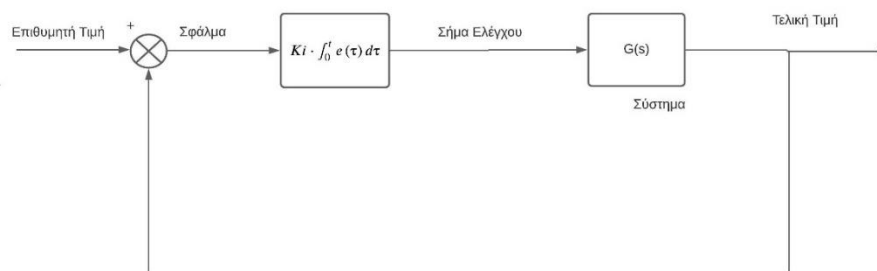 Επιθυμητή Τιμή
+
Σφάλμα
Ki · ∫₀ᵗ e (τ) dτ
Σήμα Ελέγχου
G(s)
Σύστημα
Τελική Τιμή